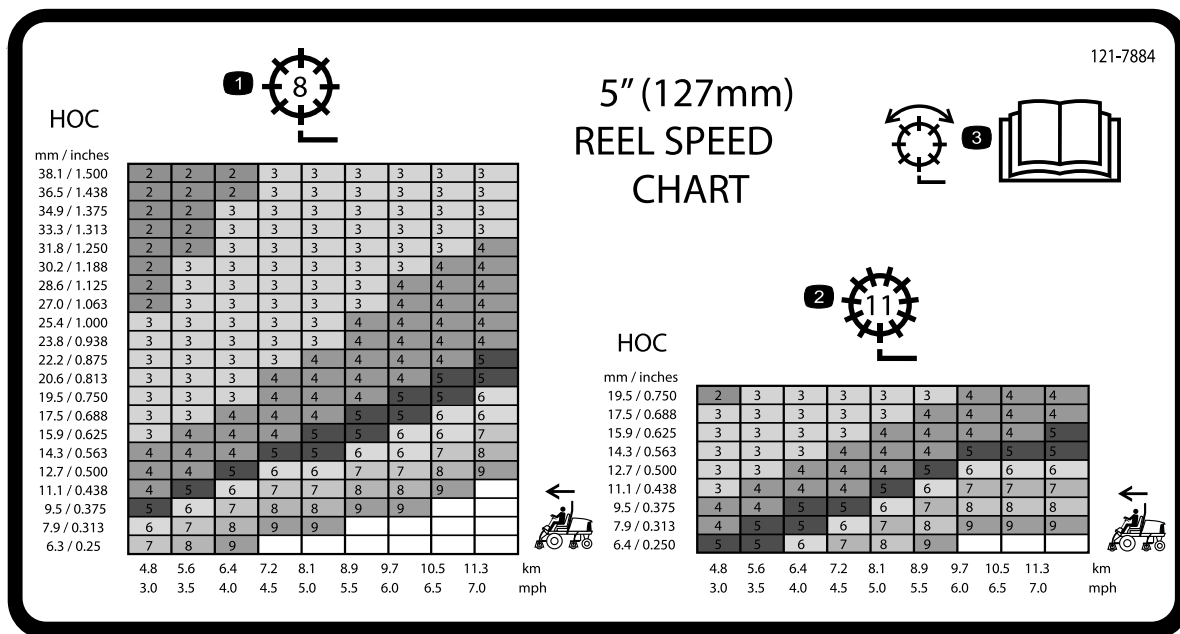 121-7884
5" (127mm)
REEL SPEED
CHART
1
8
HOC
mm / inches
38.1 / 1.500 2 2 2 3 3 3 3 3 3
36.5 / 1.438 2 2 2 3 3 3 3 3 3
34.9 / 1.375 2 2 3 3 3 3 3 3 3
33.3 / 1.313 2 2 3 3 3 3 3 3 3
31.8 / 1.250 2 2 3 3 3 3 3 3 4
30.2 / 1.188 2 3 3 3 3 3 3 4 4
28.6 / 1.125 2 3 3 3 3 3 4 4 4
27.0 / 1.063 2 3 3 3 3 3 4 4 4
25.4 / 1.000 3 3 3 3 3 4 4 4 4
23.8 / 0.938 3 3 3 3 3 4 4 4 4
22.2 / 0.875 3 3 3 3 4 4 4 4 5
20.6 / 0.813 3 3 3 4 4 4 4 5 5
19.5 / 0.750 3 3 3 4 4 4 5 5 6
17.5 / 0.688 3 3 4 4 4 5 5 6 6
15.9 / 0.625 3 4 4 4 5 5 6 6 7
14.3 / 0.563 4 4 4 5 5 6 6 7 8
12.7 / 0.500 4 4 5 6 6 7 7 8 9
11.1 / 0.438 4 5 6 7 7 8 8 9
9.5 / 0.375 5 6 7 8 8 9 9
7.9 / 0.313 6 7 8 9 9
6.3 / 0.25 7 8 9
4.8 5.6 6.4 7.2 8.1 8.9 9.7 10.5 11.3 km
3.0 3.5 4.0 4.5 5.0 5.5 6.0 6.5 7.0 mph
3
2
11
HOC
mm / inches
19.5 / 0.750 2 3 3 3 3 3 4 4 4
17.5 / 0.688 3 3 3 3 3 4 4 4 4
15.9 / 0.625 3 3 3 3 4 4 4 4 5
14.3 / 0.563 3 3 3 4 4 4 5 5 5
12.7 / 0.500 3 3 4 4 4 5 6 6 6
11.1 / 0.438 3 4 4 4 5 6 7 7 7
9.5 / 0.375 4 4 5 5 6 7 8 8 8
7.9 / 0.313 4 5 5 6 7 8 9 9 9
6.4 / 0.250 5 5 6 7 8 9
4.8 5.6 6.4 7.2 8.1 8.9 9.7 10.5 11.3 km
3.0 3.5 4.0 4.5 5.0 5.5 6.0 6.5 7.0 mph